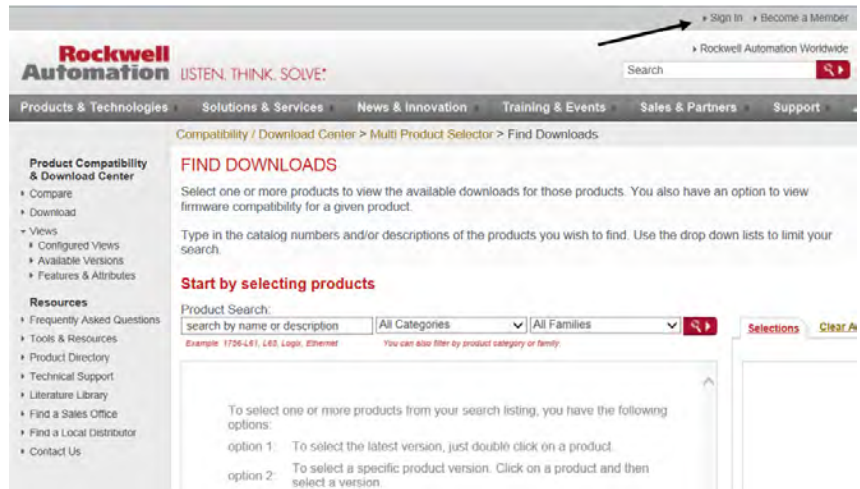 Sign In Become a Member
Rockwell
Automation LISTEN. THINK. SOLVE.®
Rockwell Automation Worldwide
Search
Products & Technologies Solutions & Services News & Innovation Training & Events Sales & Partners Support
Compatibility / Download Center > Multi Product Selector > Find Downloads
Product Compatibility
& Download Center
Compare
Download
Views
Configured Views
Available Versions
Features & Attributes
Resources
Frequently Asked Questions
Tools & Resources
Product Directory
Technical Support
Literature Library
Find a Sales Office
Find a Local Distributor
Contact Us
FIND DOWNLOADS
Select one or more products to view the available downloads for those products. You also have an option to view
firmware compatibility for a given product.
Type in the catalog numbers and/or descriptions of the products you wish to find. Use the drop down lists to limit your
search.
Start by selecting products
Product Search:
search by name or description All Categories All Families
Example: 1756-L61, L63, Logix, Ethernet You can also filter by product category or family.
Selections Clear A
To select one or more products from your search listing, you have the following
options:
option 1: To select the latest version, just double click on a product.
option 2: To select a specific product version. Click on a product and then
select a version.